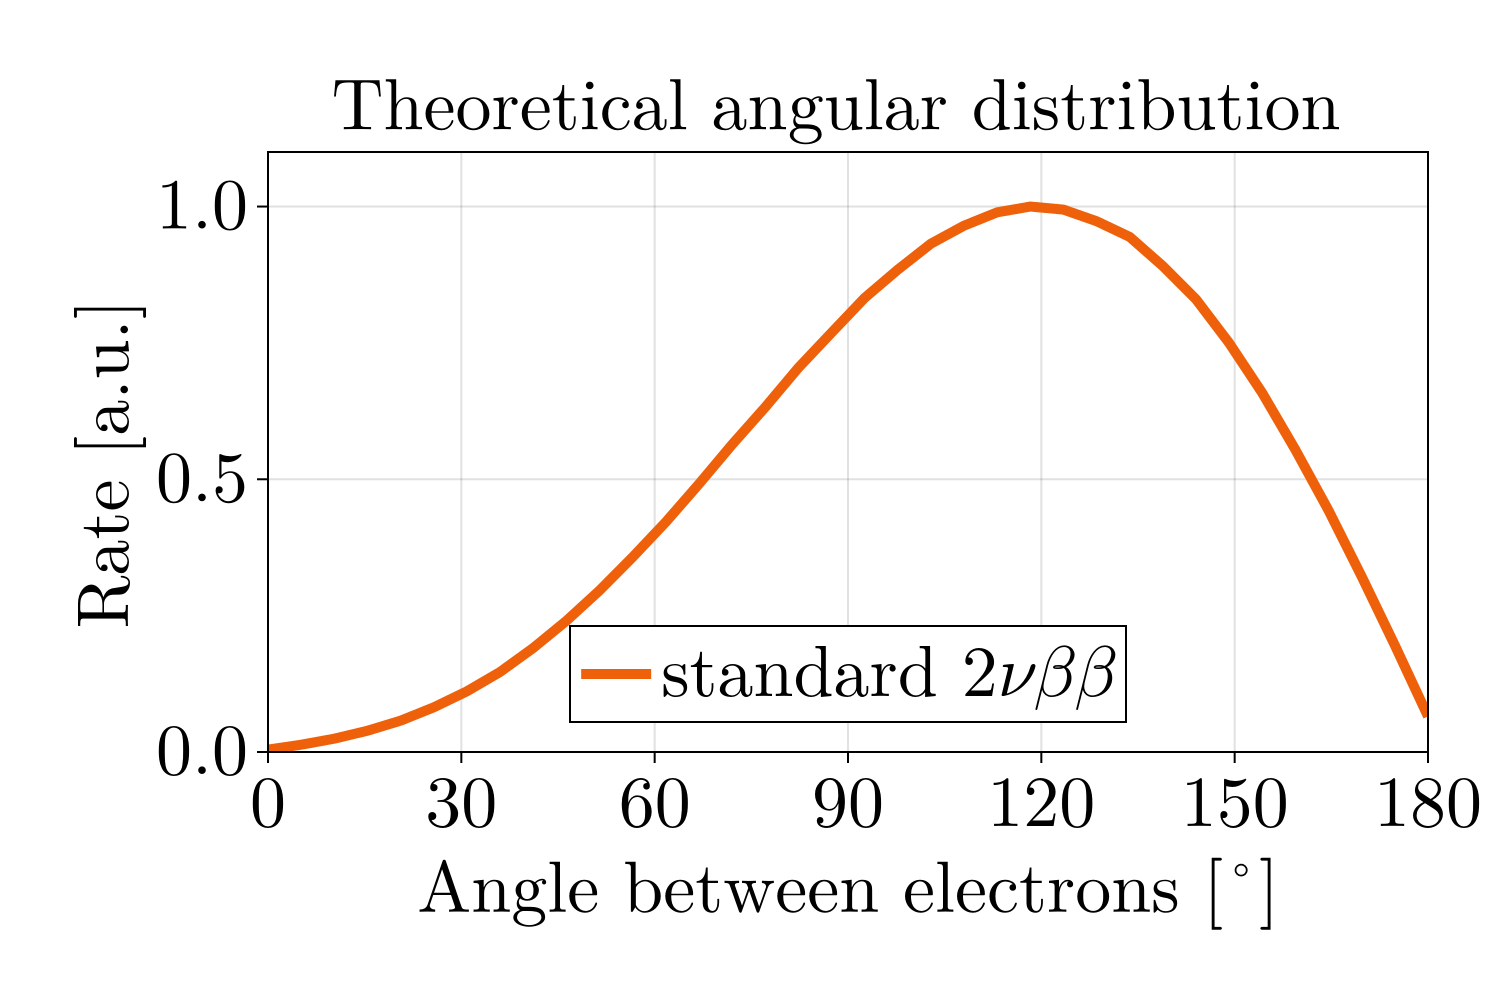 Theoretical angular distribution
1.0
0.5
0.0
Rate [a.u.]
standard 2νββ
0 30 60 90 120 150 180
Angle between electrons [°]